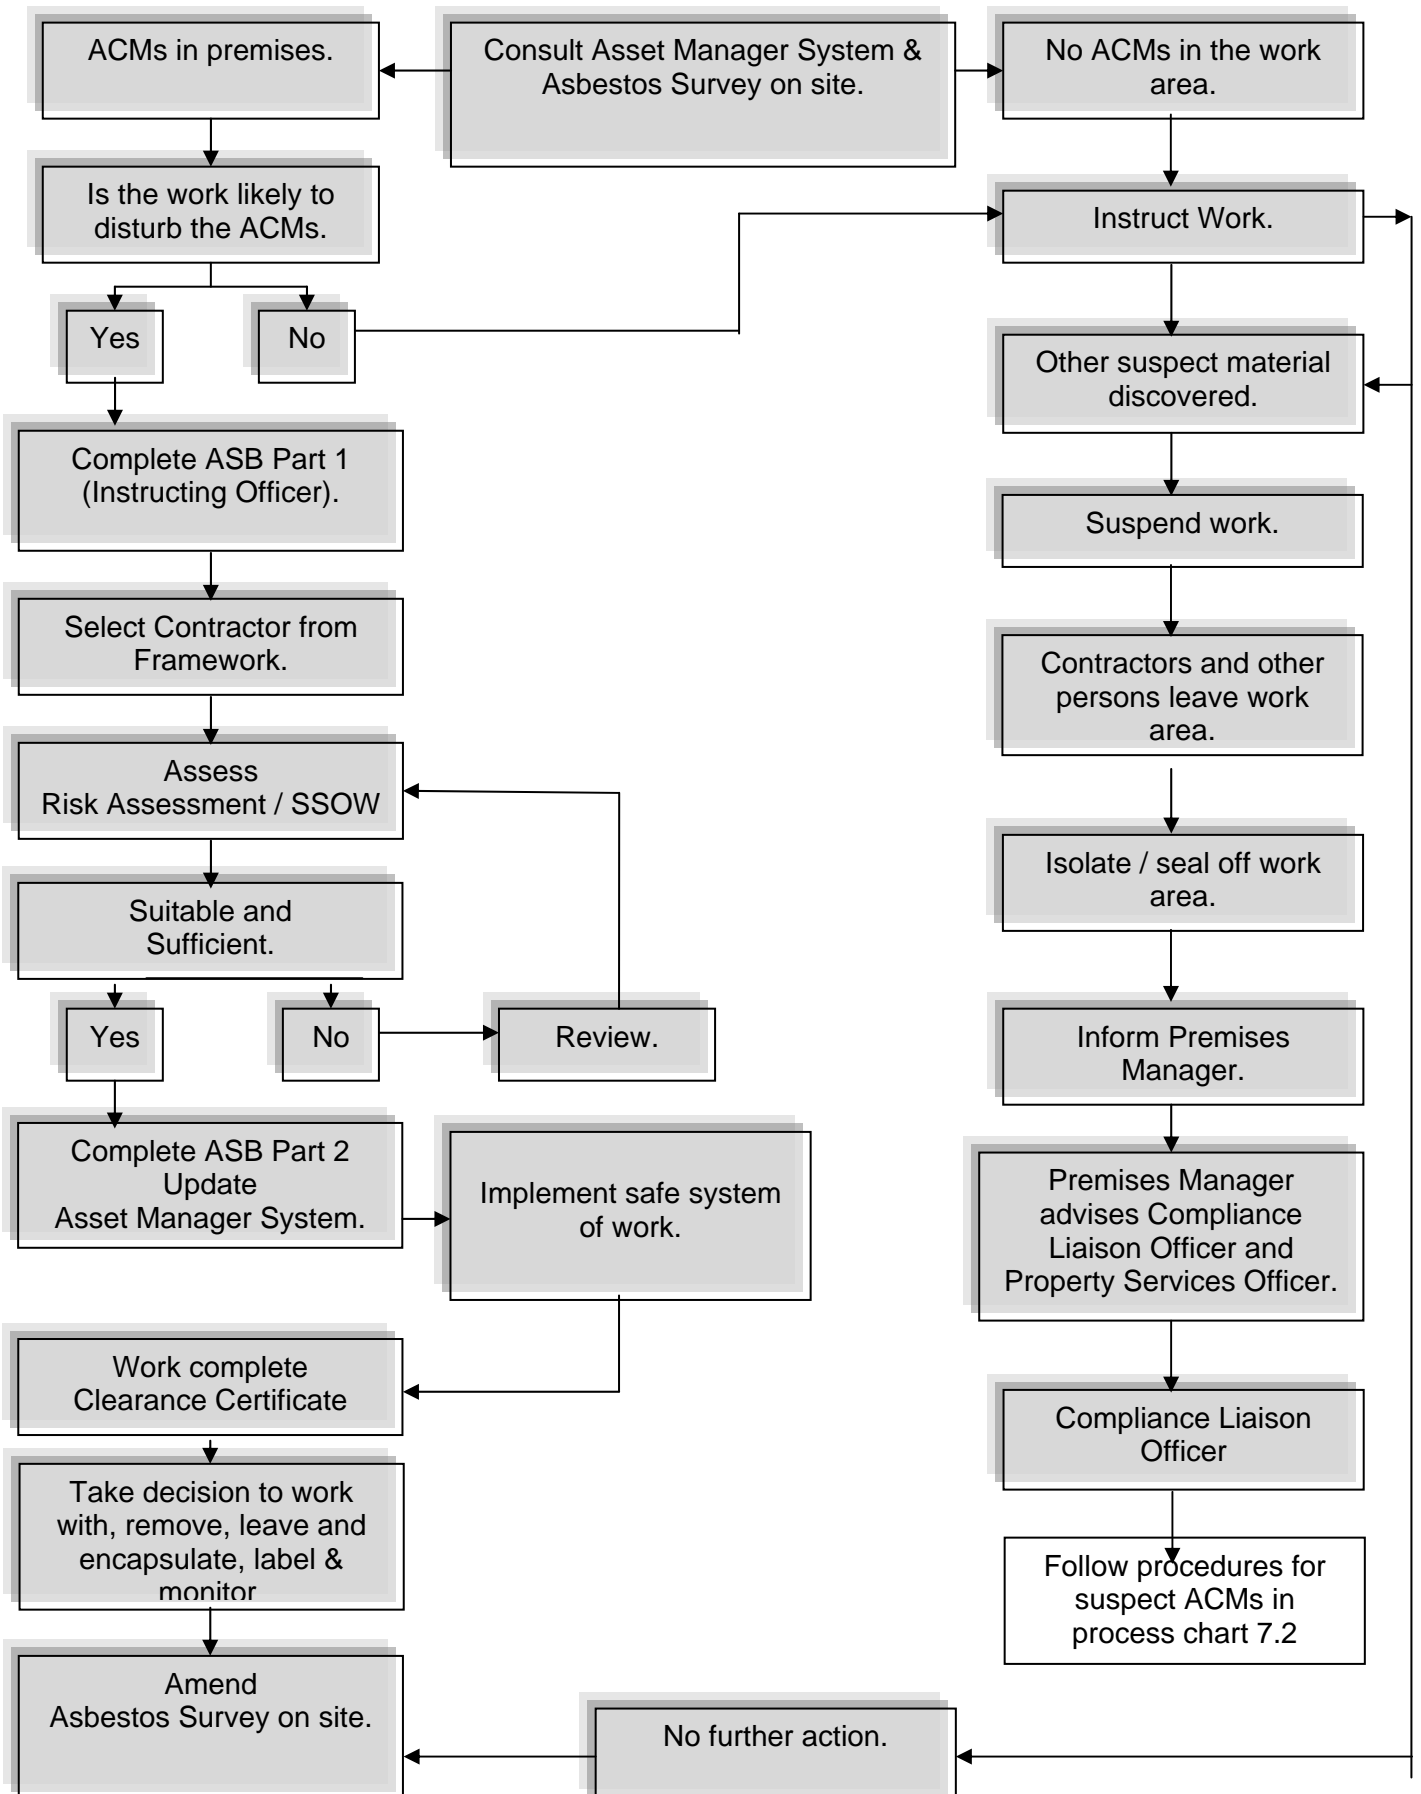 ACMs in premises.
Consult Asset Manager System &
Asbestos Survey on site.
No ACMs in the work
area.
Is the work likely to
disturb the ACMs.
Instruct Work.
Yes
No
Other suspect material
discovered.
Complete ASB Part 1
(Instructing Officer).
Suspend work.
Select Contractor from
Framework.
Contractors and other
persons leave work
area.
Assess
Risk Assessment / SSOW
Isolate / seal off work
area.
Suitable and
Sufficient.
Yes
No
Review.
Inform Premises
Manager.
Complete ASB Part 2
Update
Asset Manager System.
Implement safe system
of work.
Premises Manager
advises Compliance
Liaison Officer and
Property Services Officer.
Work complete
Clearance Certificate
Compliance Liaison
Officer
Take decision to work
with, remove, leave and
encapsulate, label &
monitor
Follow procedures for
suspect ACMs in
process chart 7.2
Amend
Asbestos Survey on site.
No further action.